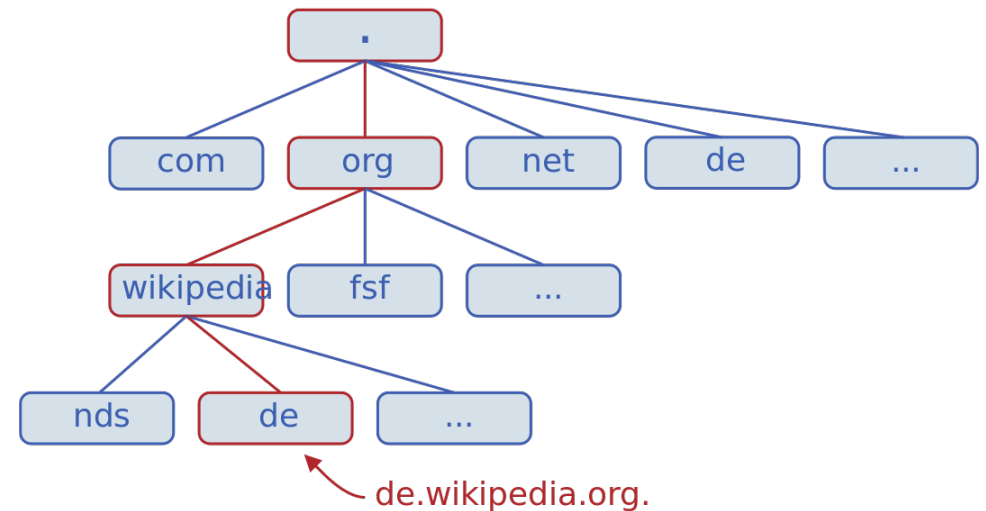 .
com org net de ...
wikipedia fsf ...
nds de ...
de.wikipedia.org.